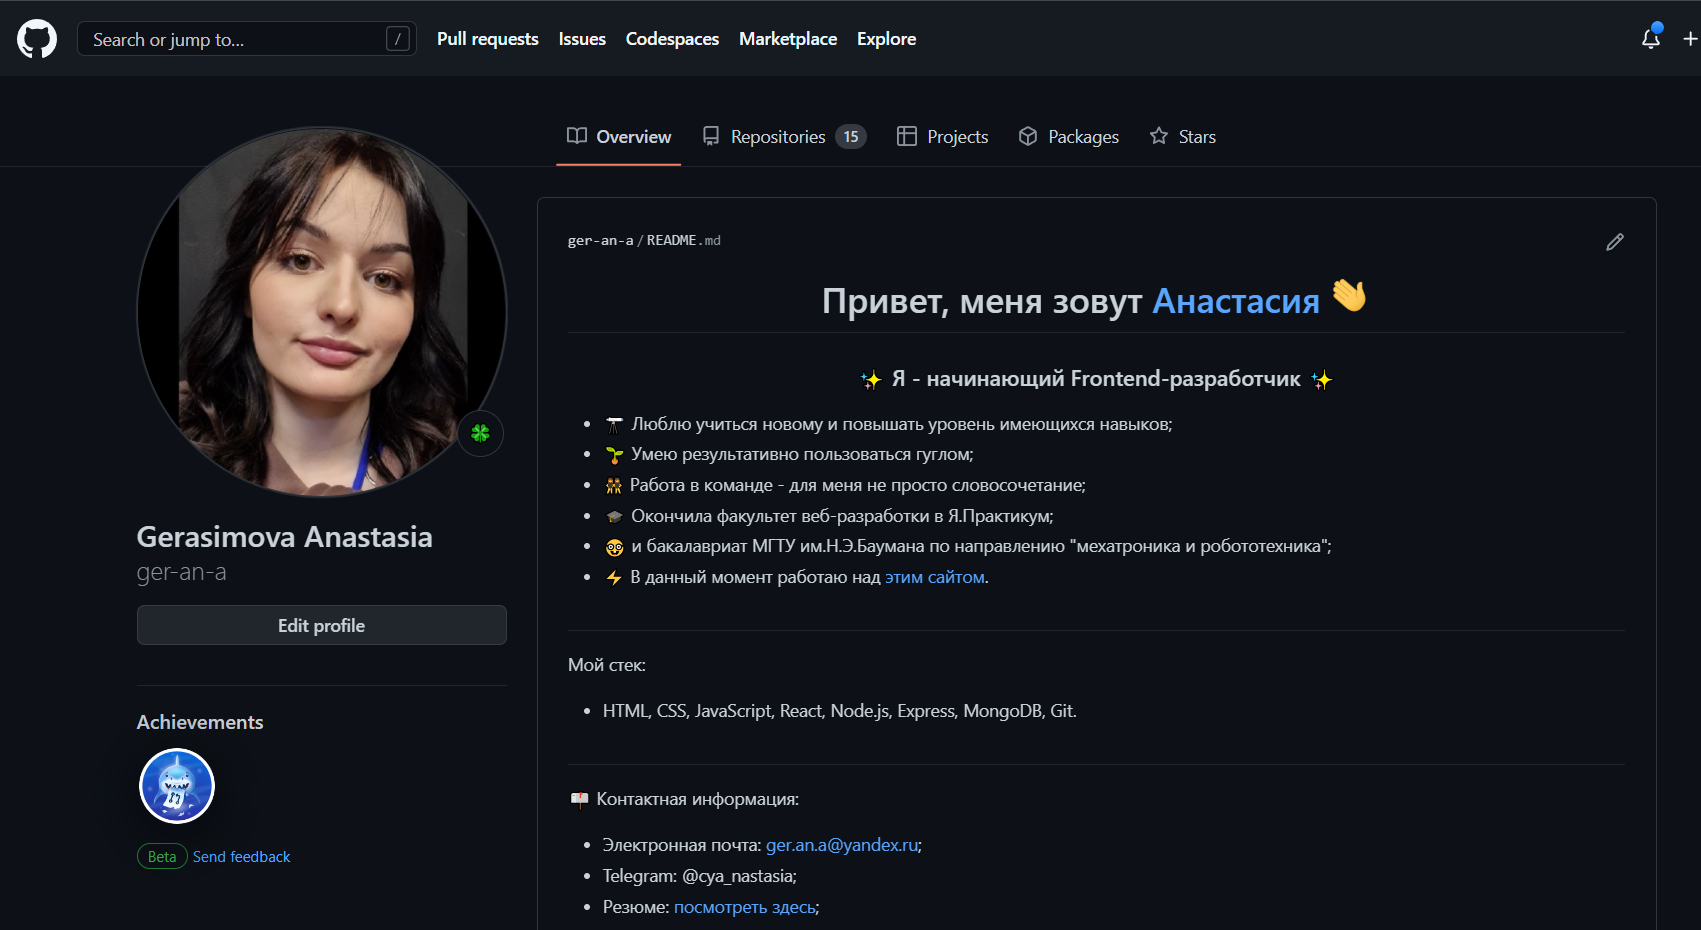 Search or jump to... /
Pull requests
Issues
Codespaces
Marketplace
Explore
Overview
Repositories 15
Projects
Packages
Stars
Gerasimova Anastasia
ger-an-a
Edit profile
Achievements
Beta Send feedback
ger-an-a/README.md
Привет, меня зовут Анастасия 👋
✨ Я - начинающий Frontend-разработчик ✨
• 🔭 Люблю учиться новому и повышать уровень имеющихся навыков;
• 🌱 Умею результативно пользоваться гуглом;
• 👯 Работа в команде - для меня не просто словосочетание;
• 🎓 Окончила факультет веб-разработки в Я.Практикум;
• 🤓 и бакалавриат МГТУ им.Н.Э.Баумана по направлению "мехатроника и робототехника";
• ⚡ В данный момент работаю над этим сайтом.
Мой стек:
• HTML, CSS, JavaScript, React, Node.js, Express, MongoDB, Git.
📫 Контактная информация:
• Электронная почта: ger.an.a@yandex.ru;
• Telegram: @cya_nastasia;
• Резюме: посмотреть здесь;